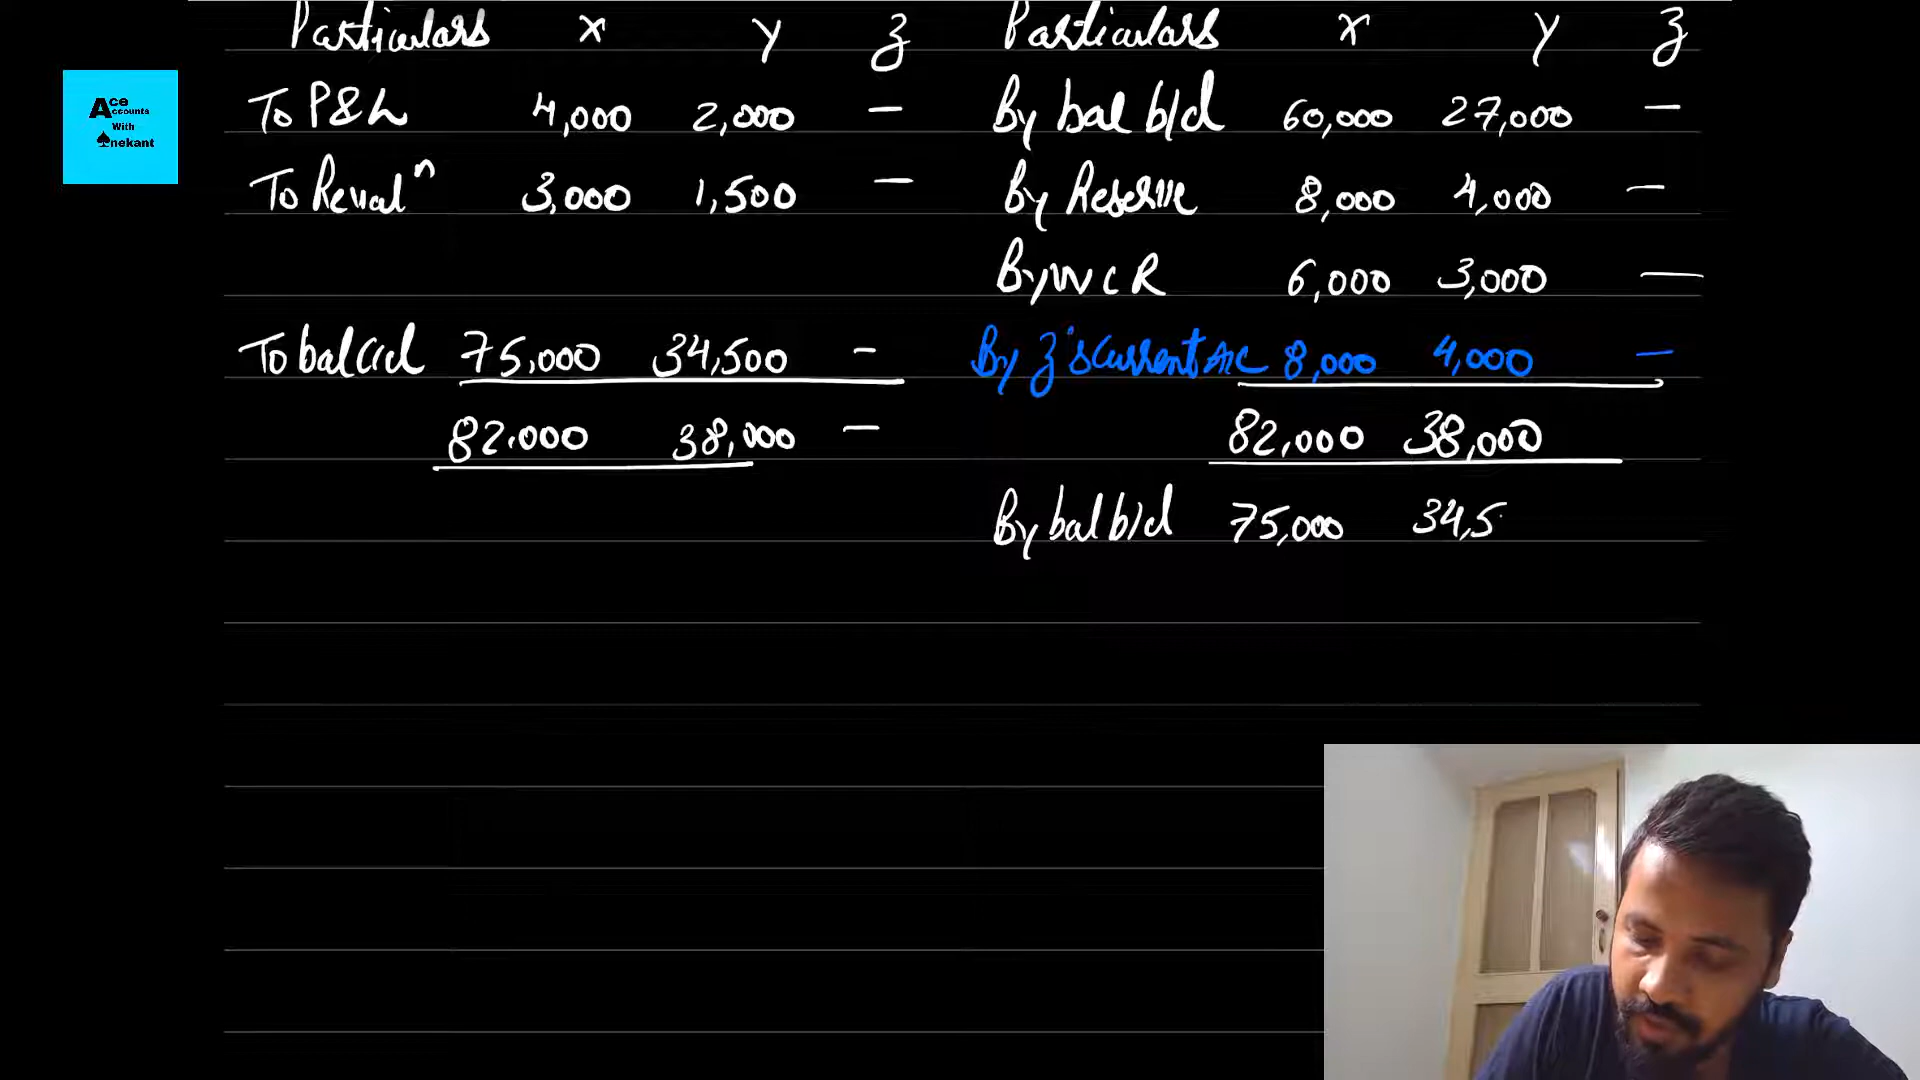 Particulars X Y Z Particulars X Y Z
To P&L 4,000 2,000 — By bal b/d 60,000 27,000 —
To Revalⁿ 3,000 1,500 — By Reserve 8,000 4,000 —
By WCR 6,000 3,000 —
To bal c/d 75,000 34,500 - By Z's Current A/c 8,000 4,000 —
82,000 38,000 — 82,000 38,000
By bal b/d 75,000 34,5
Ace
Accounts
With
Anekant